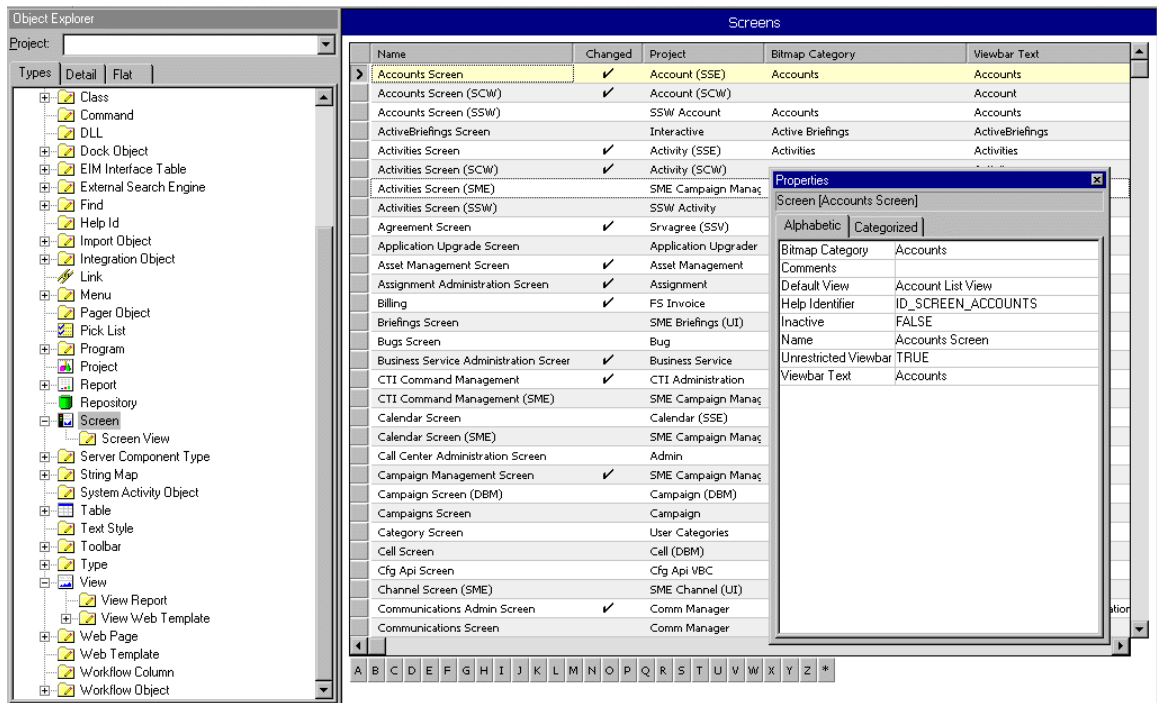 Object Explorer
Project:
Types Detail Flat
Class
Command
DLL
Dock Object
EIM Interface Table
External Search Engine
Find
Help Id
Import Object
Integration Object
Link
Menu
Pager Object
Pick List
Program
Project
Report
Repository
Screen
Screen View
Server Component Type
String Map
System Activity Object
Table
Text Style
Toolbar
Type
View
View Report
View Web Template
Web Page
Web Template
Workflow Column
Workflow Object
Screens
Name Changed Project Bitmap Category Viewbar Text
Accounts Screen ✔ Account (SSE) Accounts Accounts
Accounts Screen (SCW) ✔ Account (SCW) Account
Accounts Screen (SSW) SSW Account Accounts Accounts
ActiveBriefings Screen Interactive Active Briefings ActiveBriefings
Activities Screen ✔ Activity (SSE) Activities Activities
Activities Screen (SCW) ✔ Activity (SCW)
Activities Screen (SME) SME Campaign Manag
Activities Screen (SSW) SSW Activity
Agreement Screen ✔ Srvagree (SSV)
Application Upgrade Screen Application Upgrader
Asset Management Screen ✔ Asset Management
Assignment Administration Screen ✔ Assignment
Billing ✔ FS Invoice
Briefings Screen SME Briefings (UI)
Bugs Screen Bug
Business Service Administration Screer ✔ Business Service
CTI Command Management ✔ CTI Administration
CTI Command Management (SME) SME Campaign Manag
Calendar Screen Calendar (SSE)
Calendar Screen (SME) SME Campaign Manag
Call Center Administration Screen Admin
Campaign Management Screen ✔ SME Campaign Manag
Campaign Screen (DBM) Campaign (DBM)
Campaigns Screen Campaign
Category Screen User Categories
Cell Screen Cell (DBM)
Cfg Api Screen Cfg Api VBC
Channel Screen (SME) SME Channel (UI)
Communications Admin Screen ✔ Comm Manager
Communications Screen Comm Manager
A B C D E F G H I J K L M N O P Q R S T U V W X Y Z *
Properties
Screen [Accounts Screen]
Alphabetic Categorized
Bitmap Category Accounts
Comments
Default View Account List View
Help Identifier ID_SCREEN_ACCOUNTS
Inactive FALSE
Name Accounts Screen
Unrestricted Viewbar TRUE
Viewbar Text Accounts